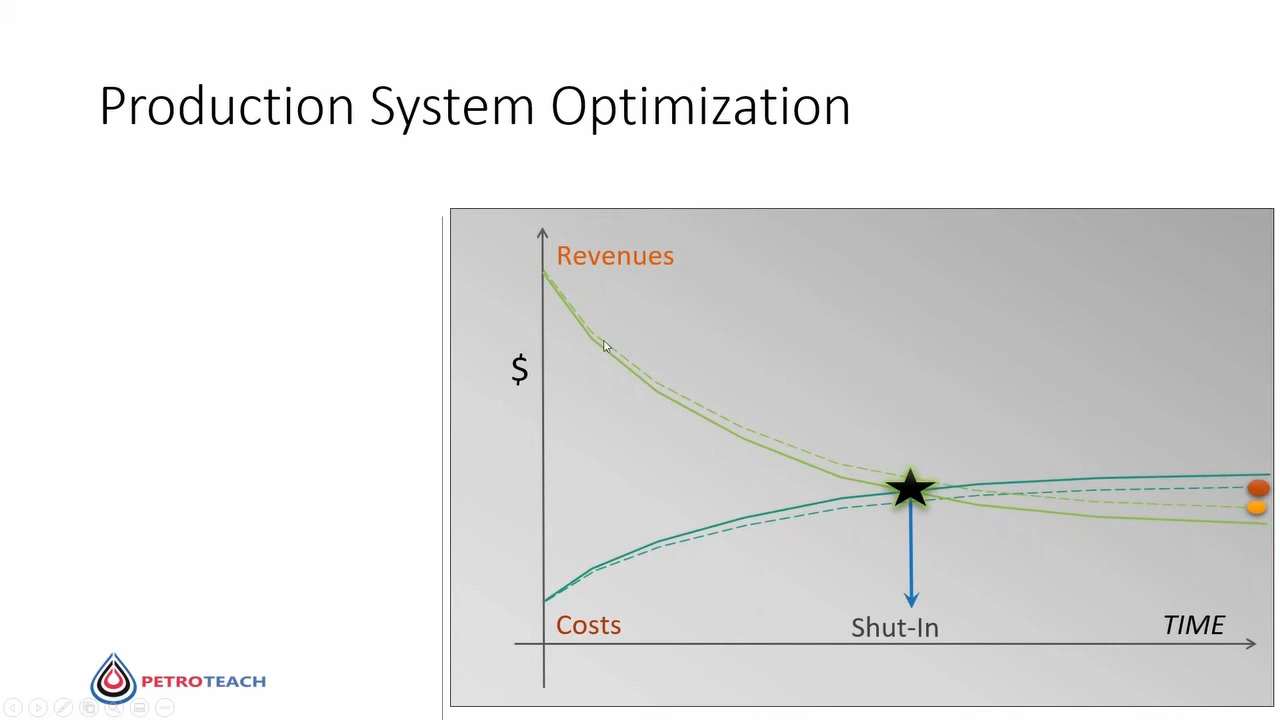 Production System Optimization
Revenues
$
Costs
Shut-In
TIME
PETROTEACH